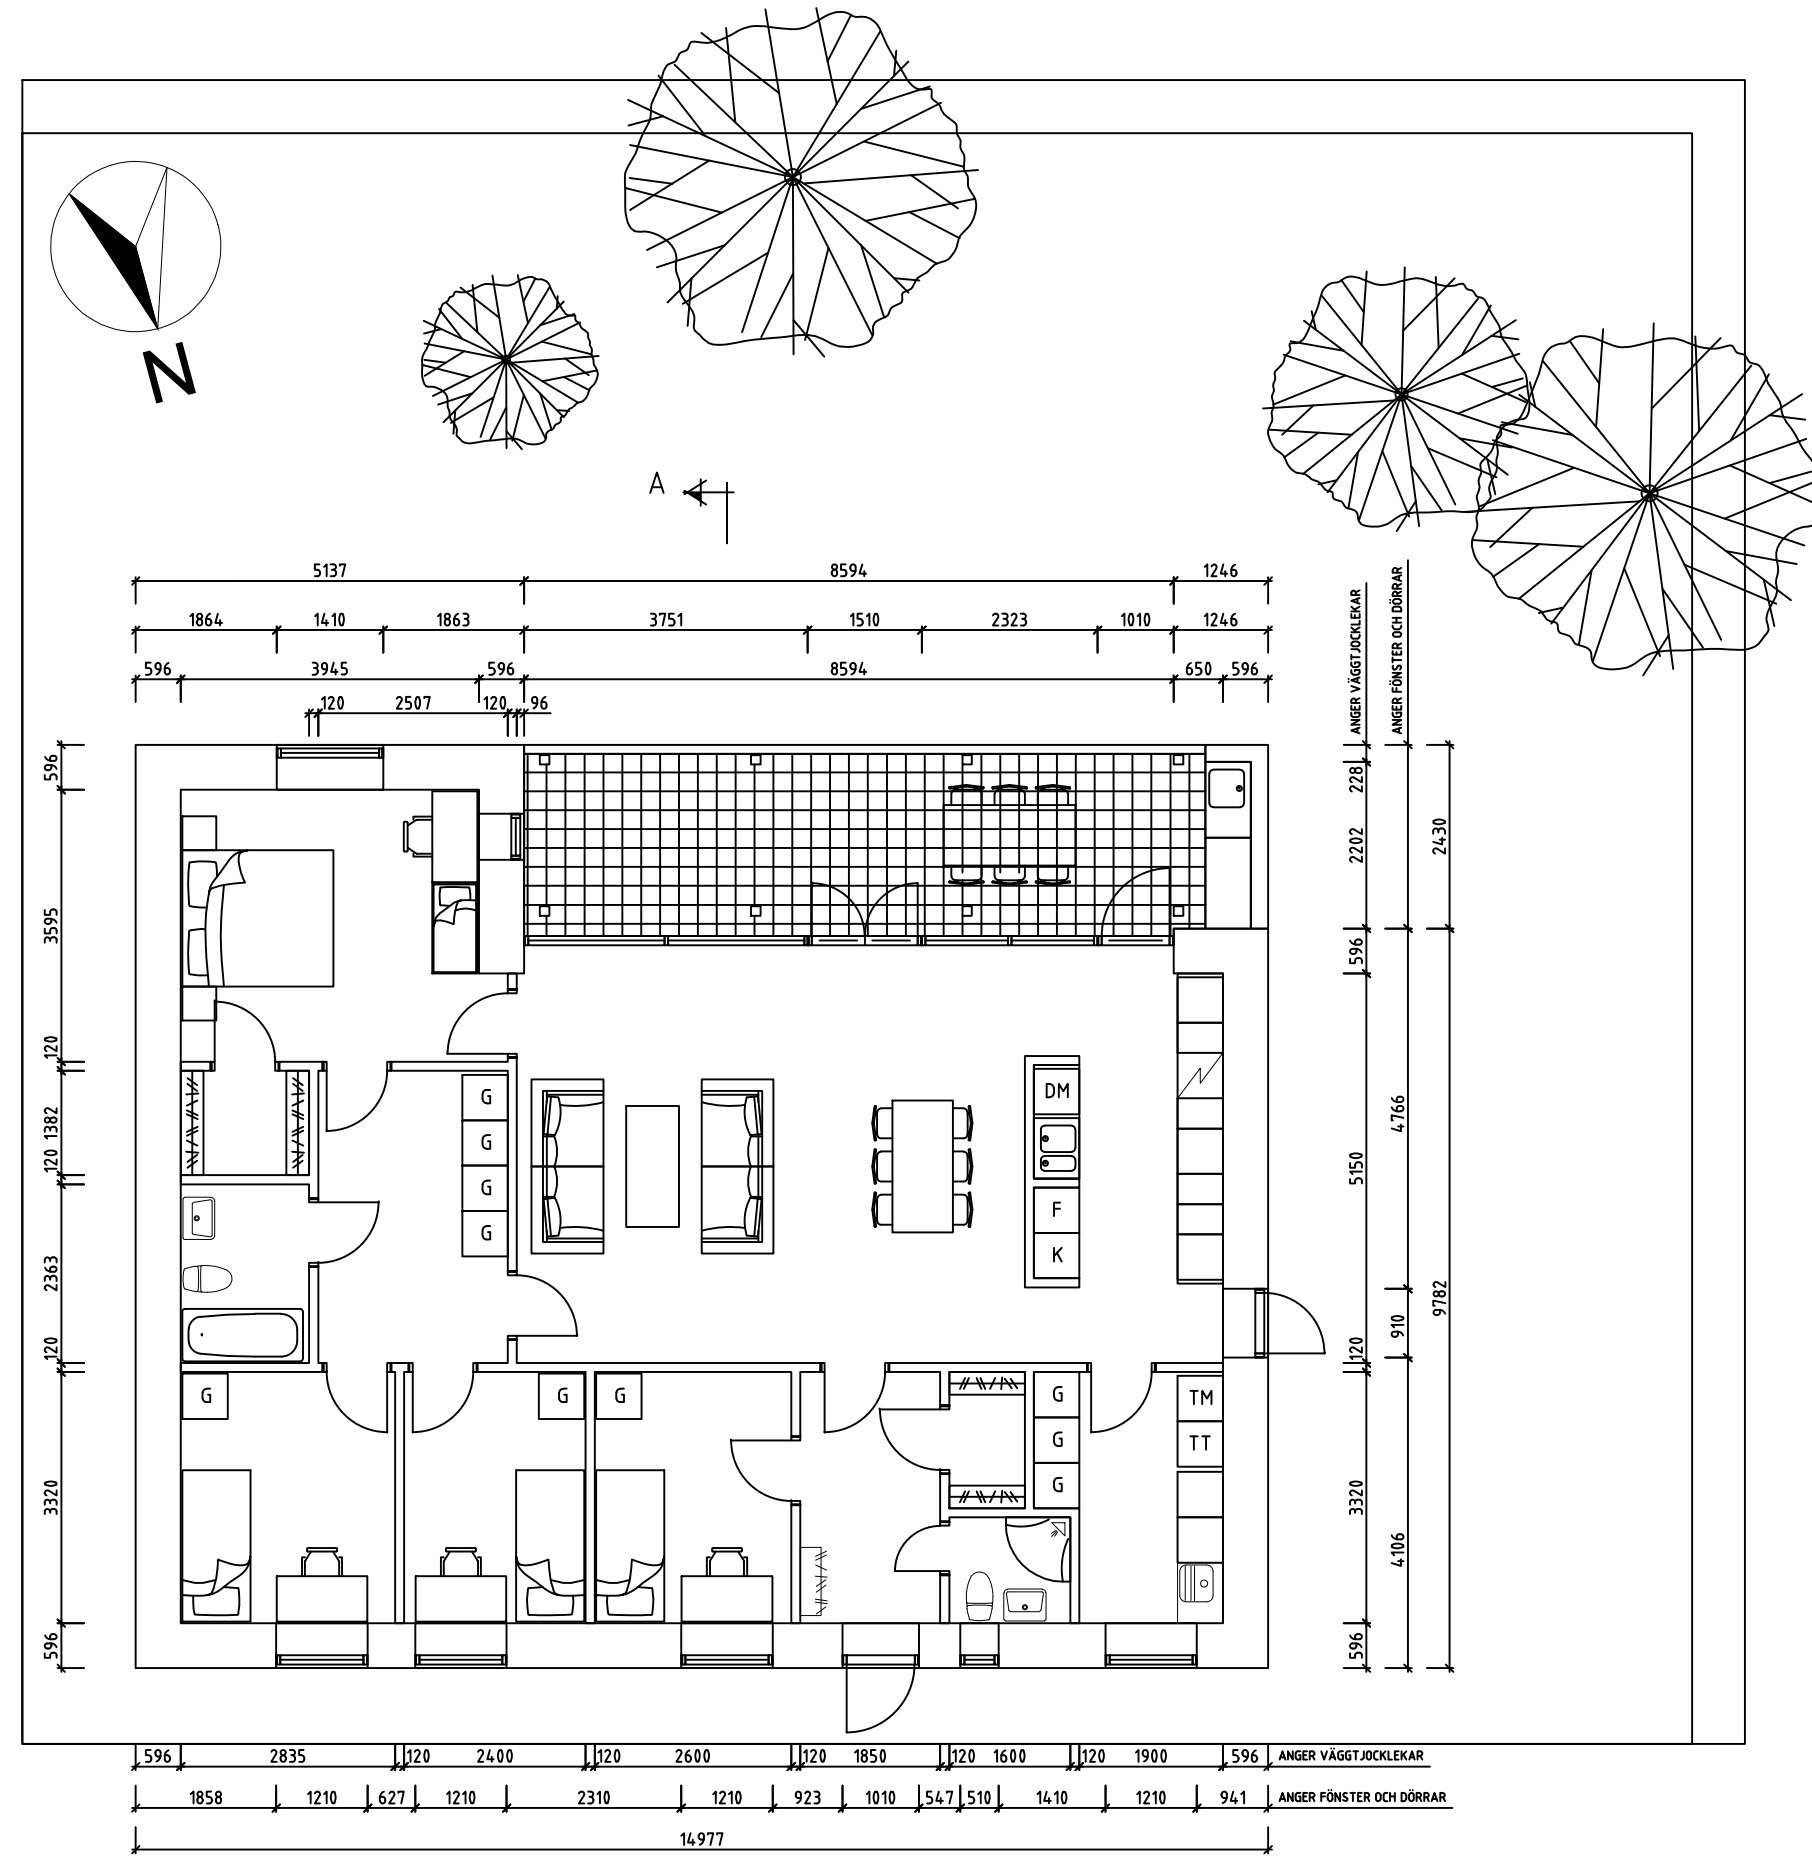 N
A
5137 8594 1246
1864 1410 1863 3751 1510 2323 1010 1246
596 3945 596 8594 650 596
120 2507 120 96
ANGER VÄGGTJOCKLEKAR
ANGER FÖNSTER OCH DÖRRAR
596
3595
120
1382
120
2363
120
3320
596
228
2202
596
5150
120
3320
596
4766
910
4106
2430
9782
G
G
G
G
DM
F
K
G G G
G
G
G
TM
TT
596 2835 120 2400 120 2600 120 1850 120 1600 120 1900 596 ANGER VÄGGTJOCKLEKAR
1858 1210 627 1210 2310 1210 923 1010 547 510 1410 1210 941 ANGER FÖNSTER OCH DÖRRAR
14977